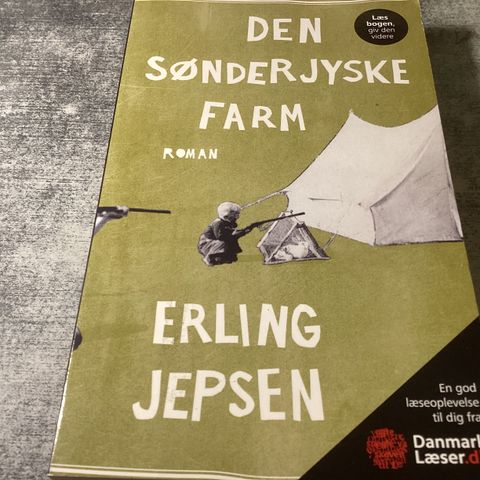 DEN
SØNDERJYSKE
FARM
ROMAN
Læs
bogen,
giv den
videre
ERLING
JEPSEN
En god
læseoplevelse
til dig fra
Danmark
Læser.d